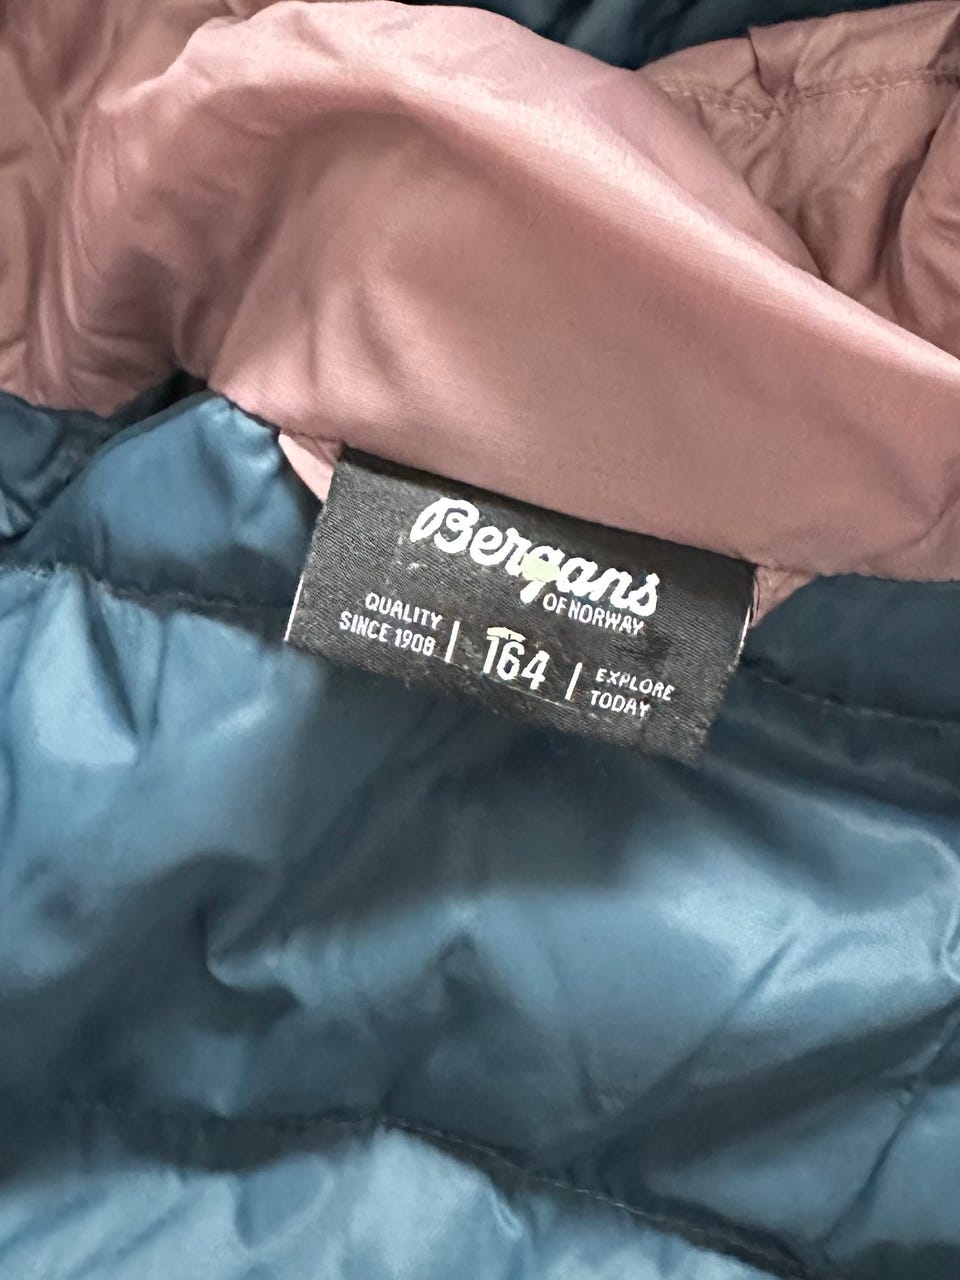 Bergans
OF NORWAY
QUALITY
SINCE 1908
164
EXPLORE
TODAY